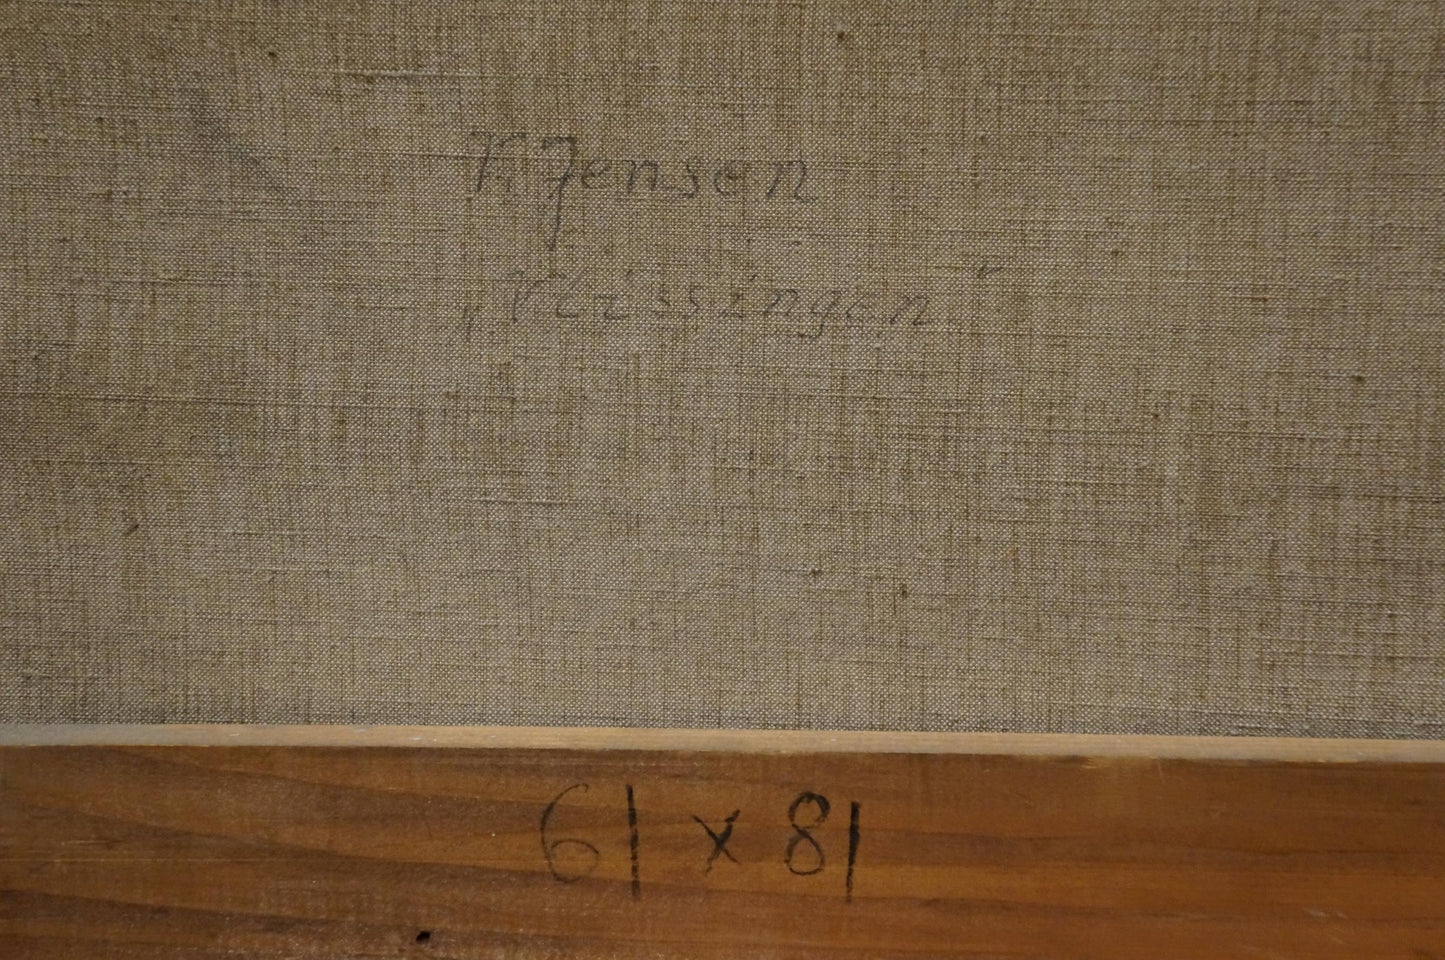 Jensen
„Vlissingen"
61 x 81